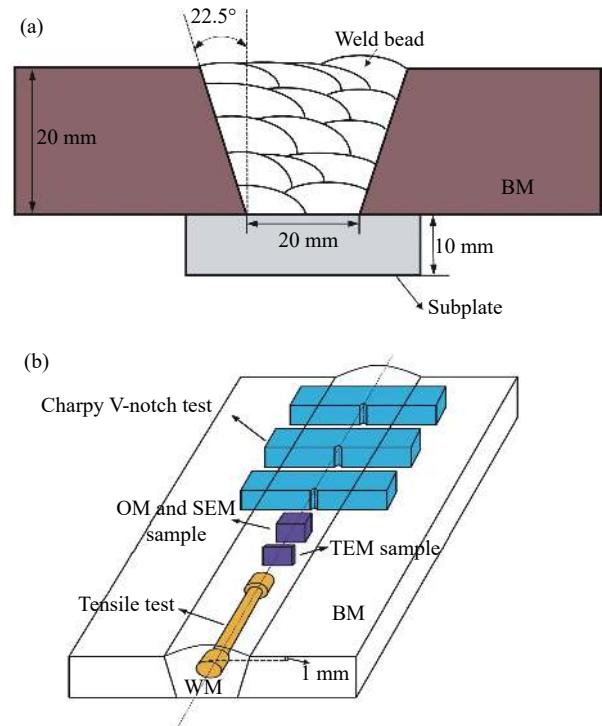 (a)
22.5°
Weld bead
20 mm
BM
20 mm
10 mm
Subplate
(b)
Charpy V-notch test
OM and SEM
sample
TEM sample
Tensile test
BM
1 mm
WM